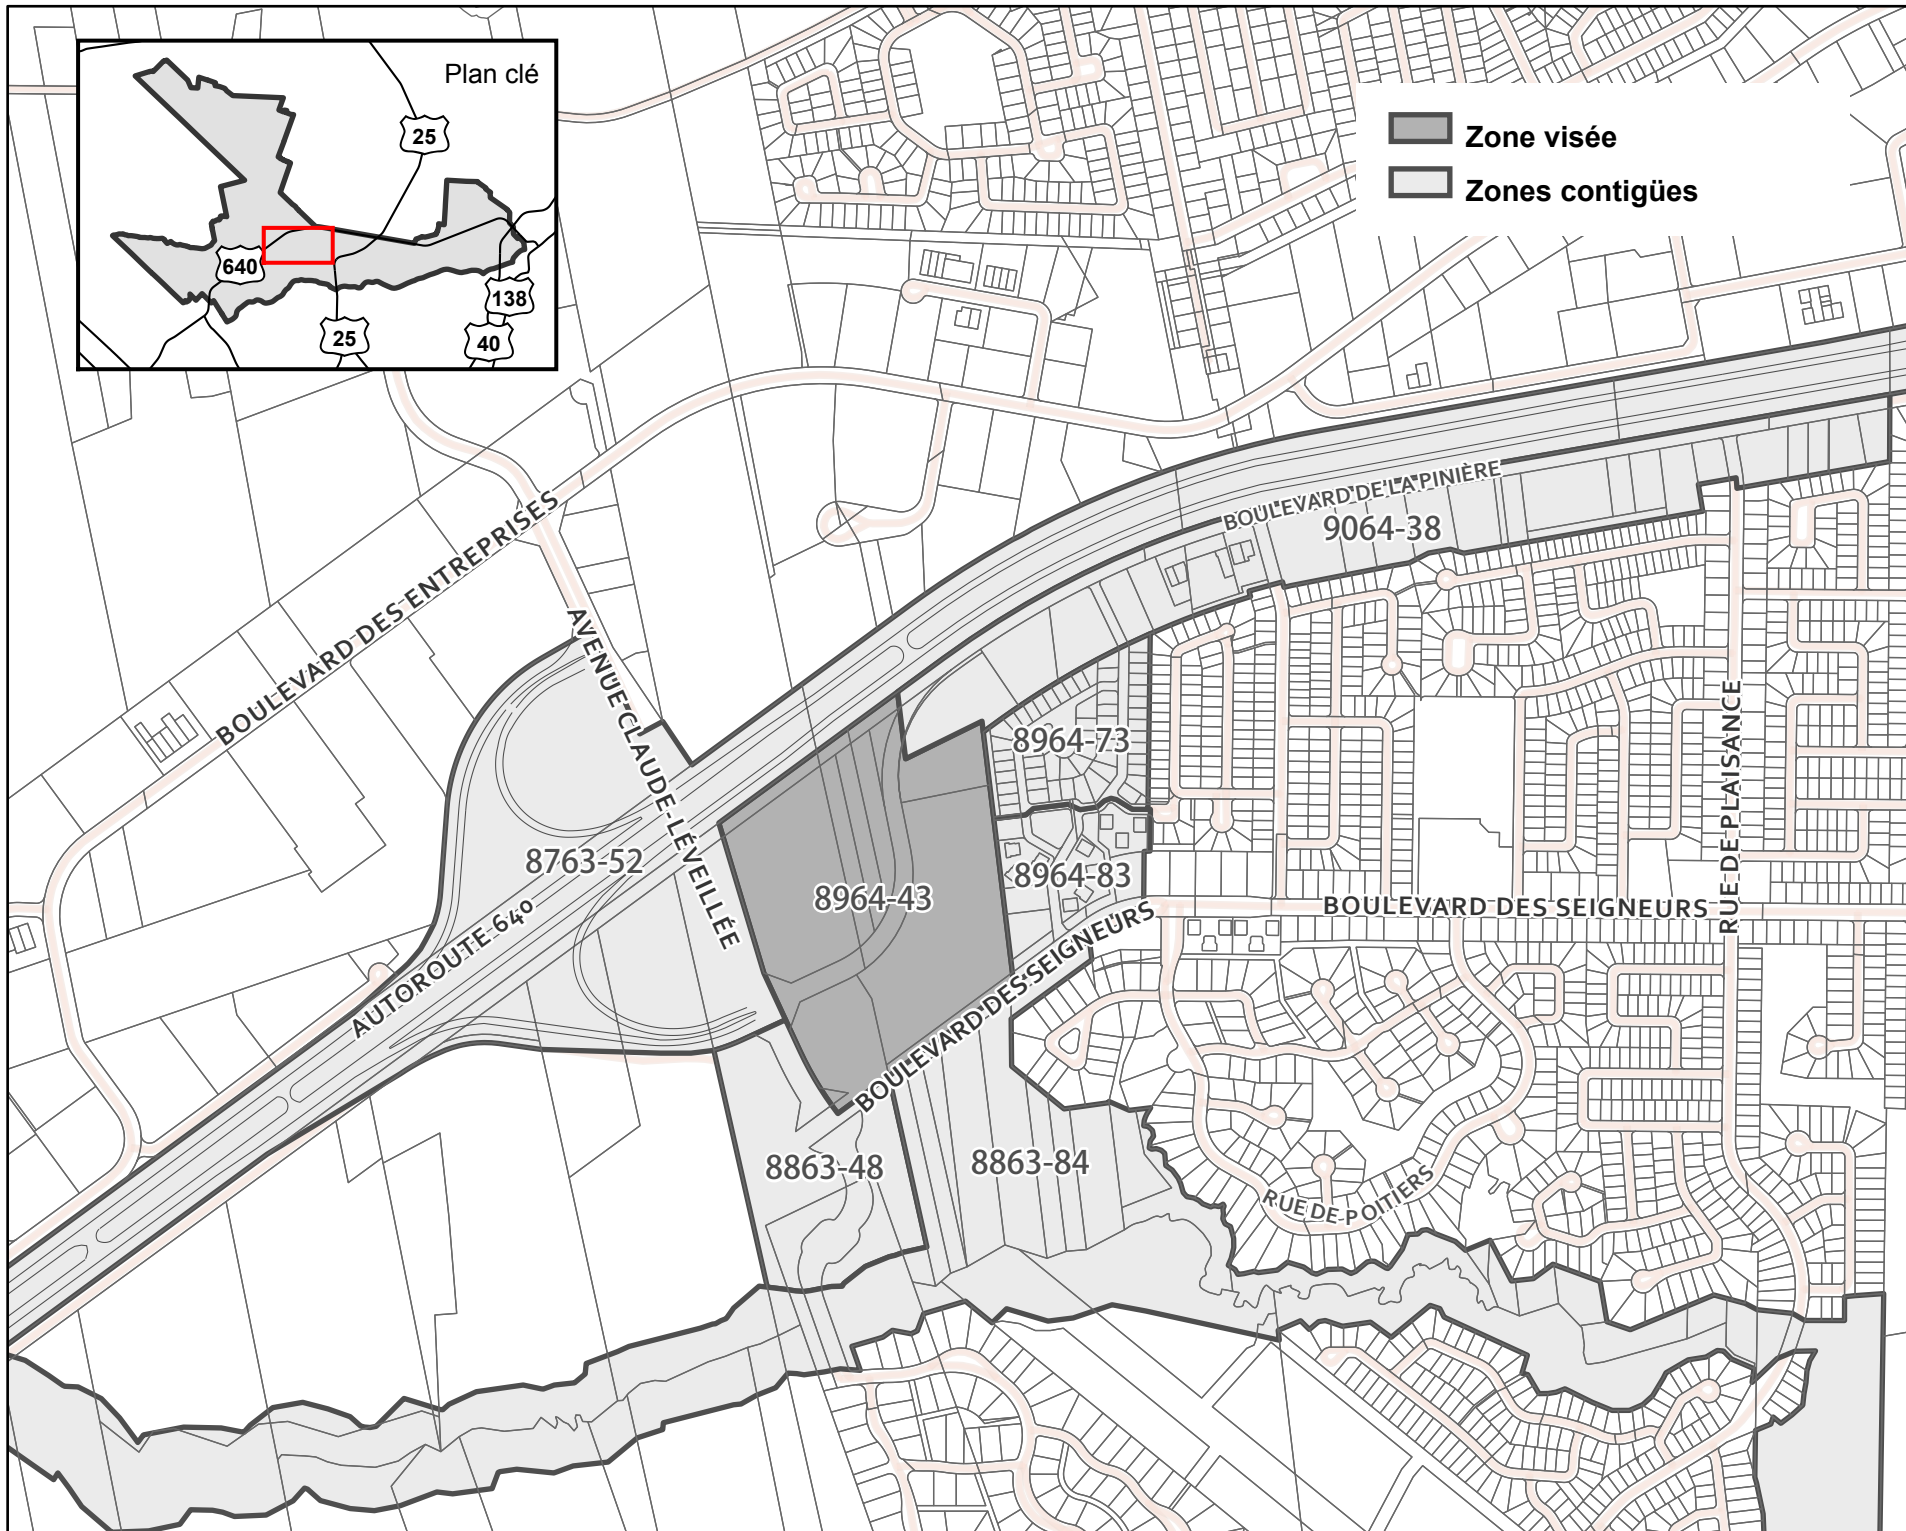 Plan clé
25
640
138
25
40
Zone visée
Zones contigües
BOULEVARD DE LA PINIÈRE
9064-38
BOULEVARD DES ENTREPRISES
AVENUE CLAUDE-LÉVEILLÉE
8964-73
RUE DE PLAISANCE
8763-52
8964-43
8964-83
BOULEVARD DES SEIGNEURS
AUTOROUTE 640
BOULEVARD DES SEIGNEURS
8863-48
8863-84
RUE DE POITIERS